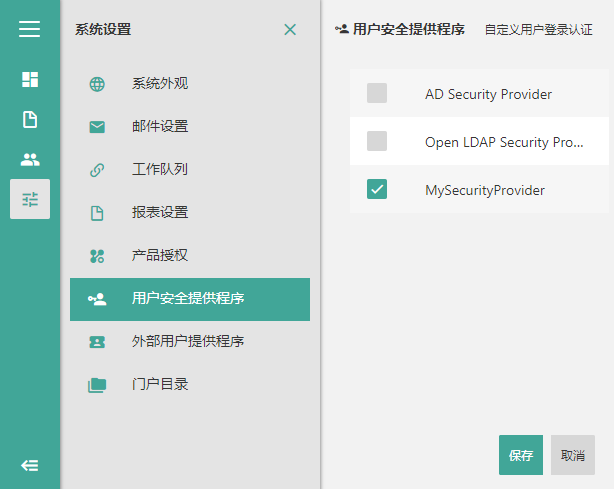 系统设置
系统外观
邮件设置
工作队列
报表设置
产品授权
用户安全提供程序
外部用户提供程序
门户目录
用户安全提供程序 自定义用户登录认证
AD Security Provider
Open LDAP Security Pro...
MySecurityProvider
保存 取消